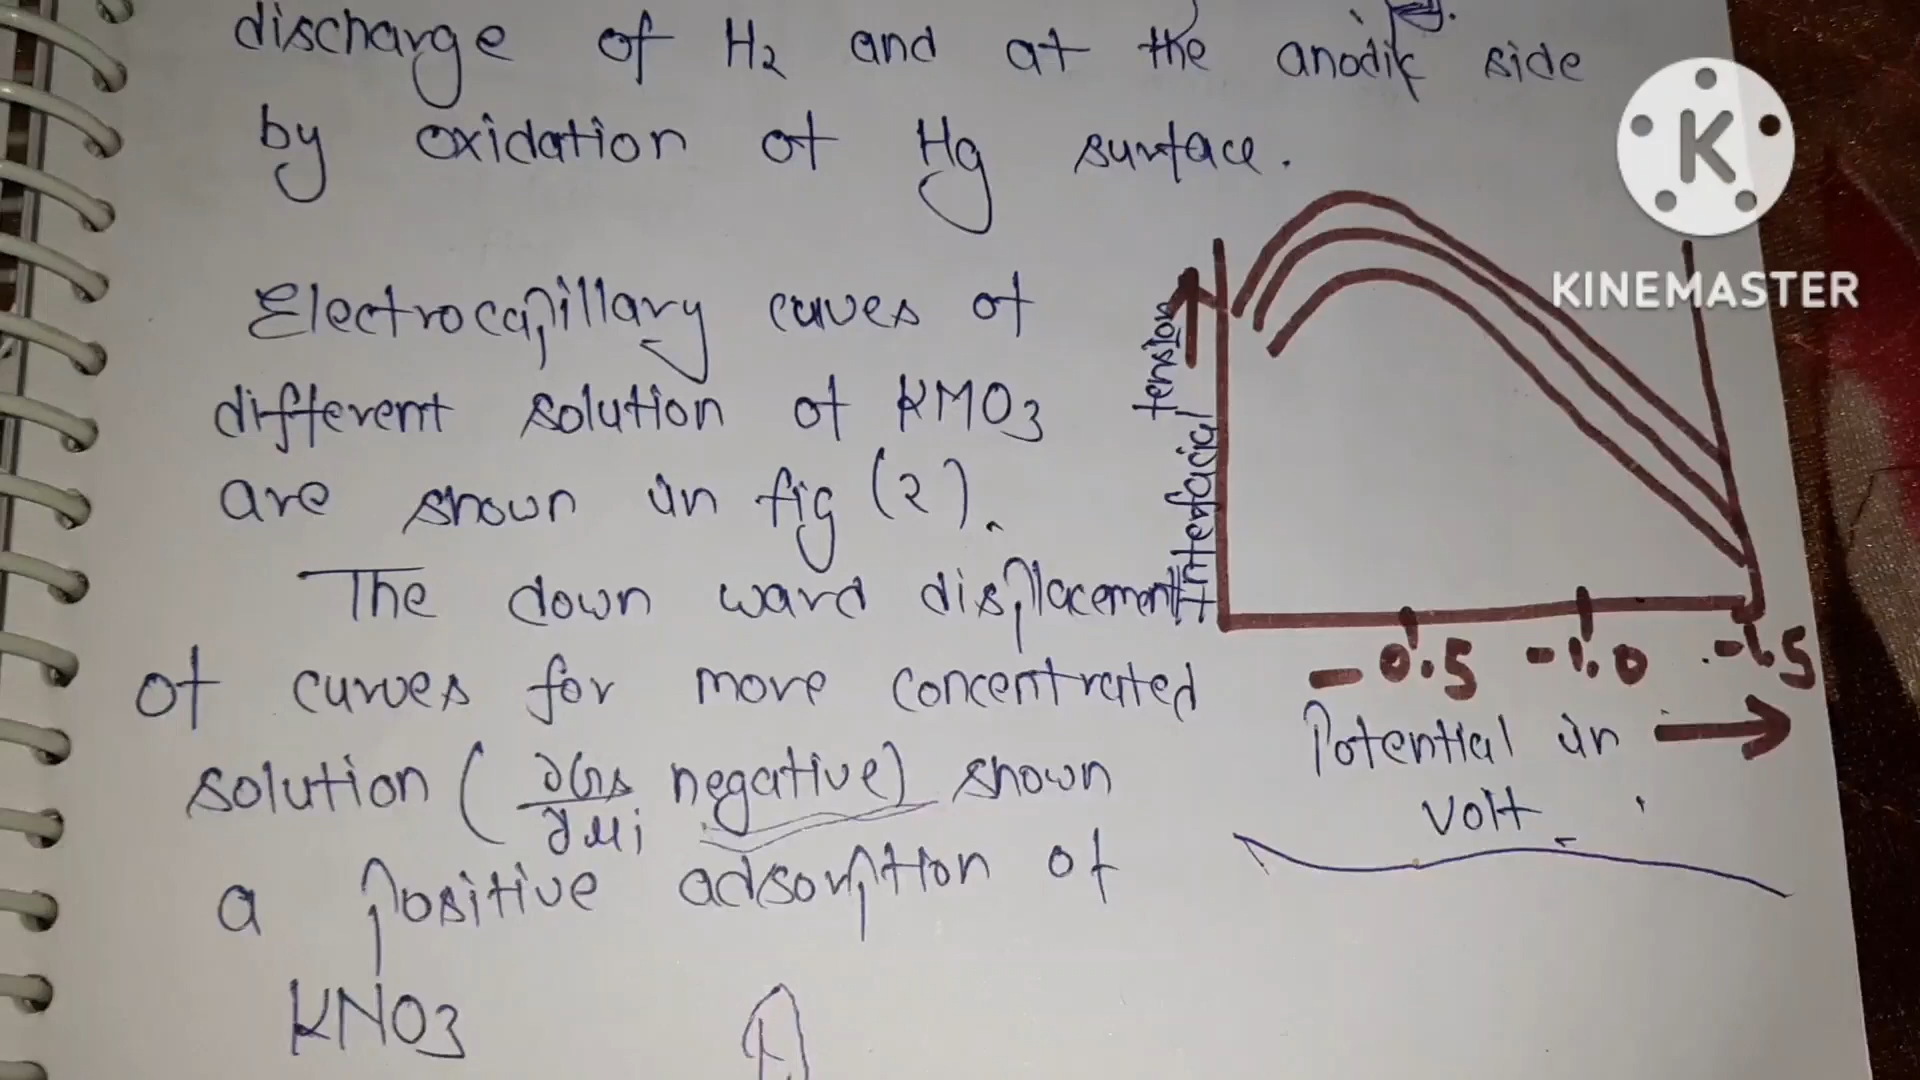 discharge of H2 and at the anodic side
by oxidation of Hg surface.
Electrocapillary cuves of
different solution of KMO3
are shown in fig (2).
The down ward displacement
of curves for more concentrated
solution (∂Gs/∂μi negative) shown
a positive adsorption of
KNO3
Interfacial tension
-0.5 -1.0 -1.5
Potential in
volt
K
KINEMASTER